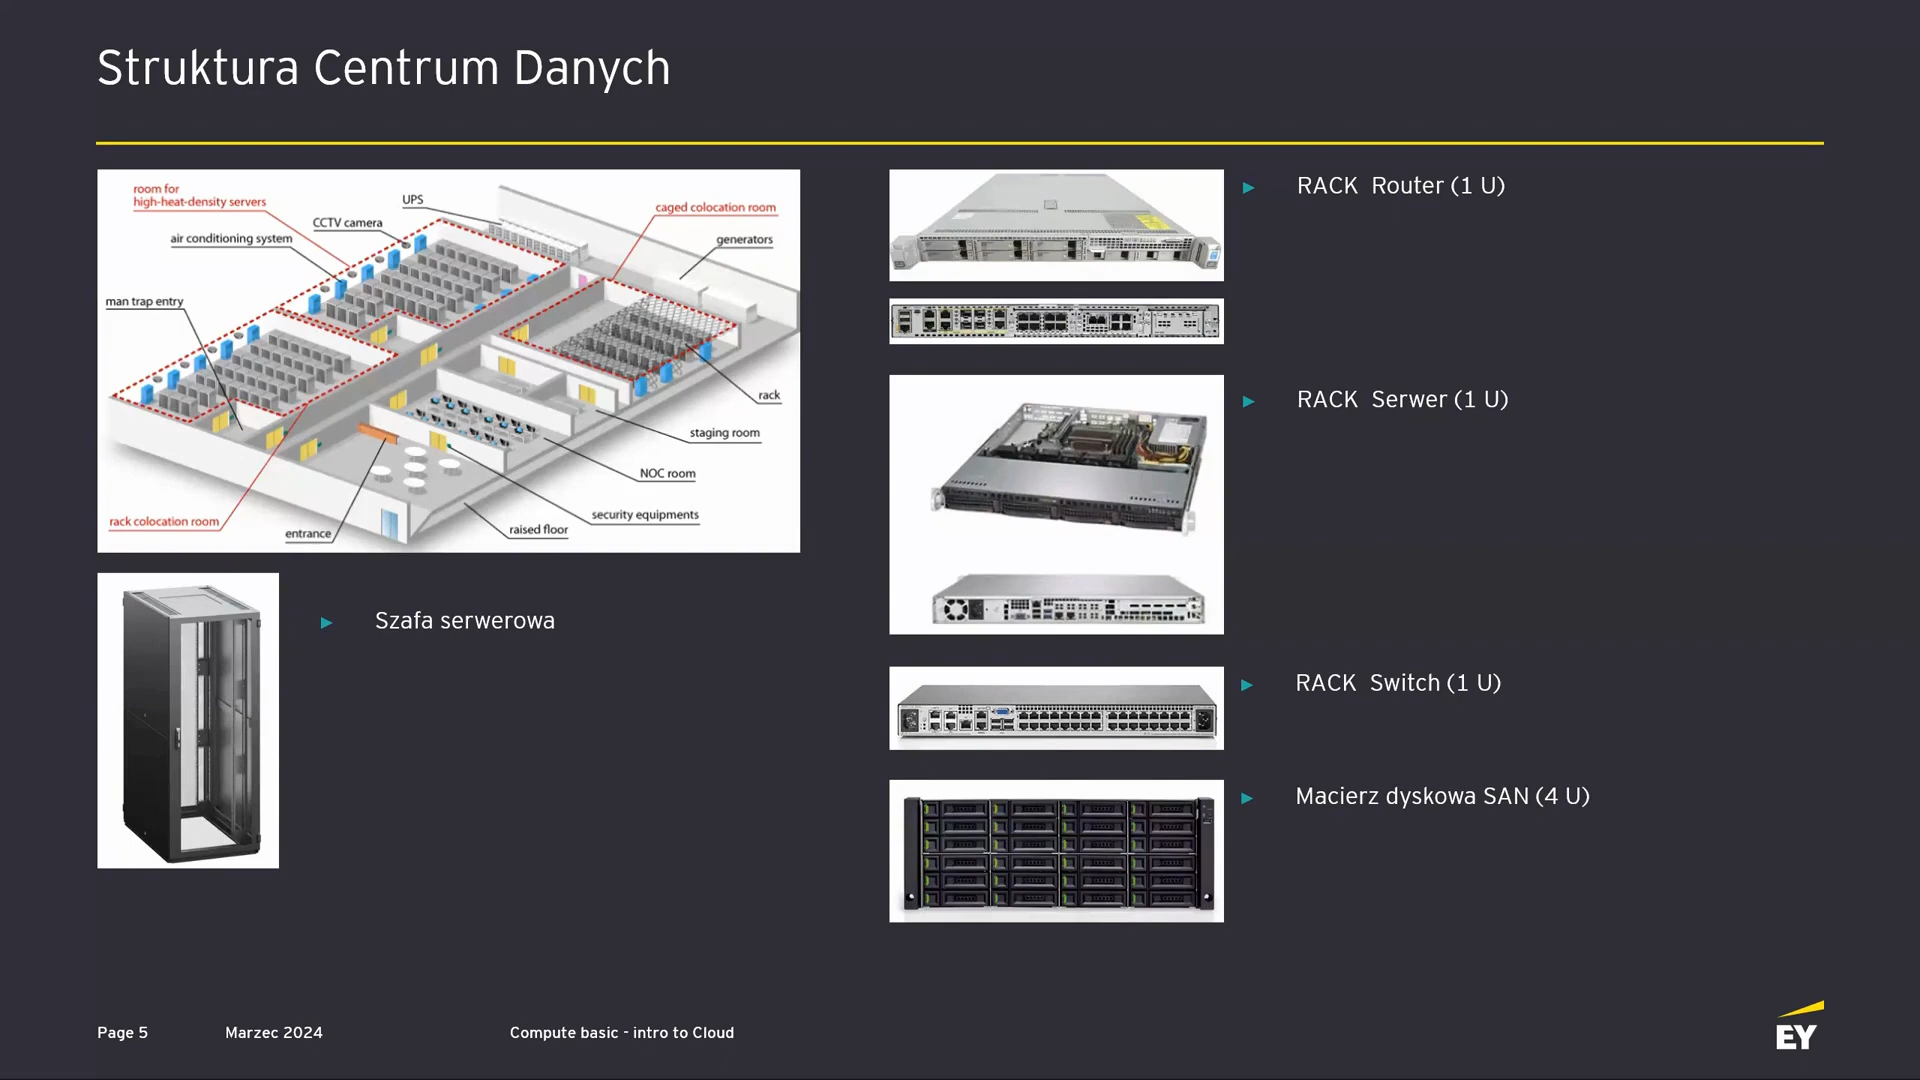 Struktura Centrum Danych
room for
high-heat-density servers
UPS
CCTV camera
caged colocation room
air conditioning system
generators
man trap entry
rack
staging room
NOC room
security equipments
rack colocation room
entrance
raised floor
Szafa serwerowa
RACK Router (1 U)
RACK Serwer (1 U)
RACK Switch (1 U)
Macierz dyskowa SAN (4 U)
Page 5
Marzec 2024
Compute basic - intro to Cloud
EY